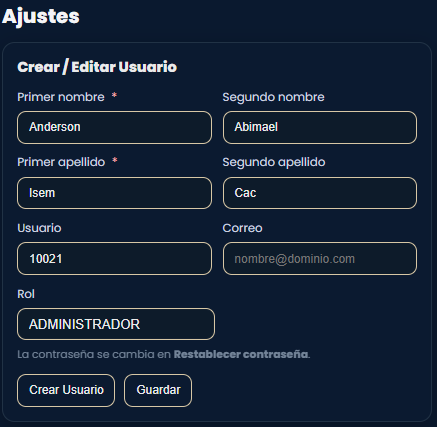 Ajustes
Crear / Editar Usuario
Primer nombre * Segundo nombre
Anderson Abimael
Primer apellido * Segundo apellido
Isem Cac
Usuario Correo
10021 nombre@dominio.com
Rol
ADMINISTRADOR
La contraseña se cambia en Restablecer contraseña.
Crear Usuario Guardar